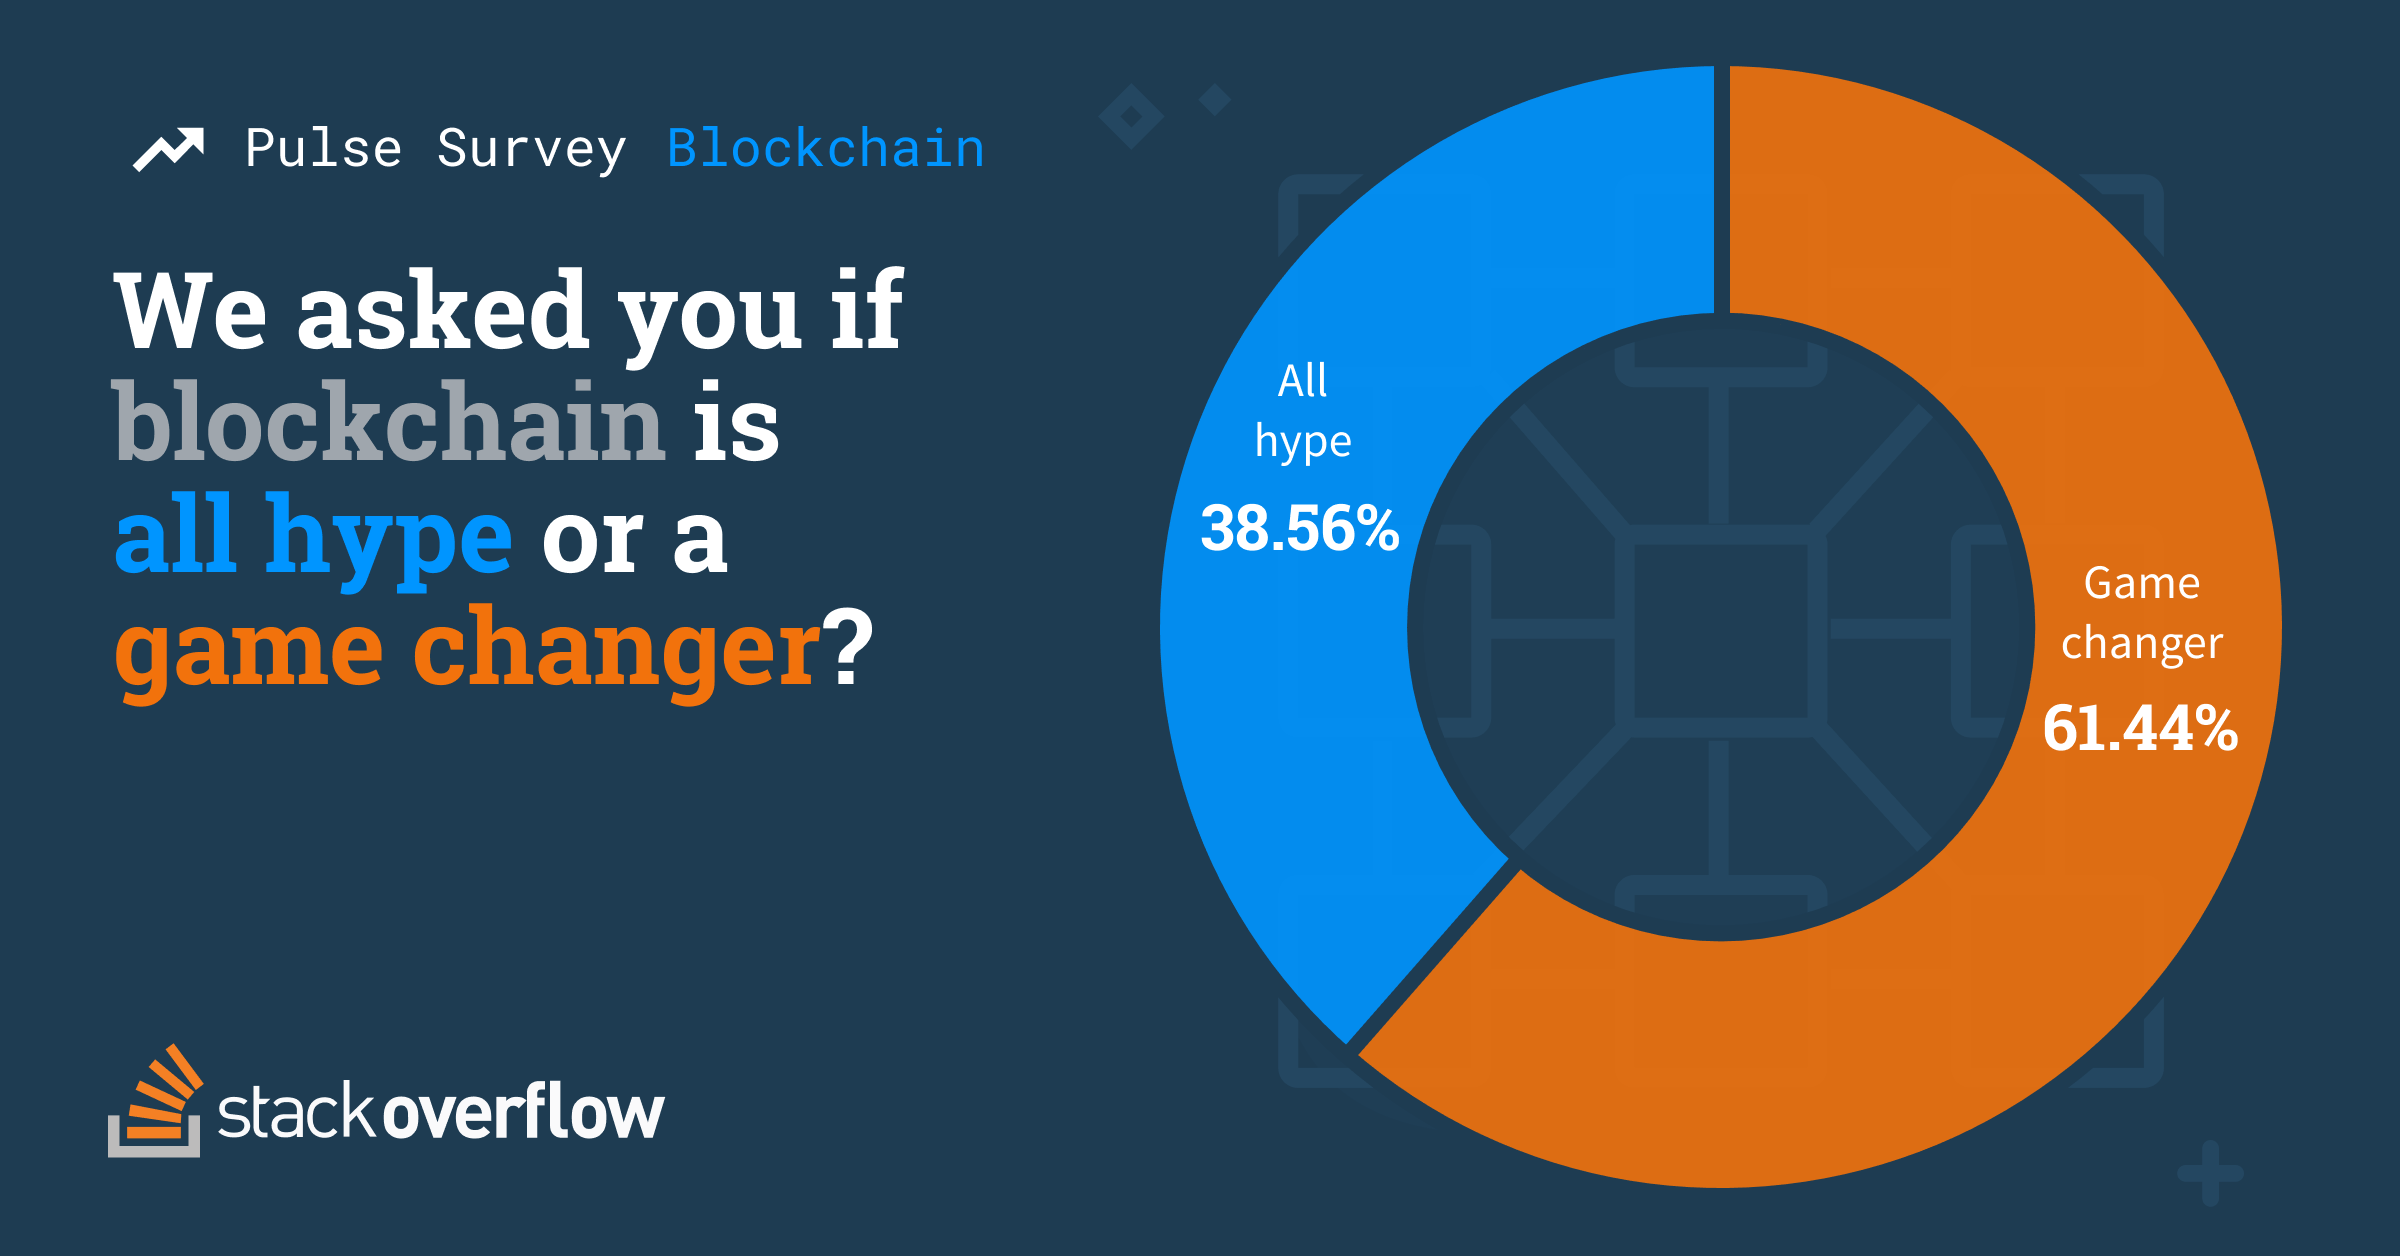 Pulse Survey Blockchain
We asked you if
blockchain is
all hype or a
game changer?
All
hype
38.56%
Game
changer
61.44%
stackoverflow